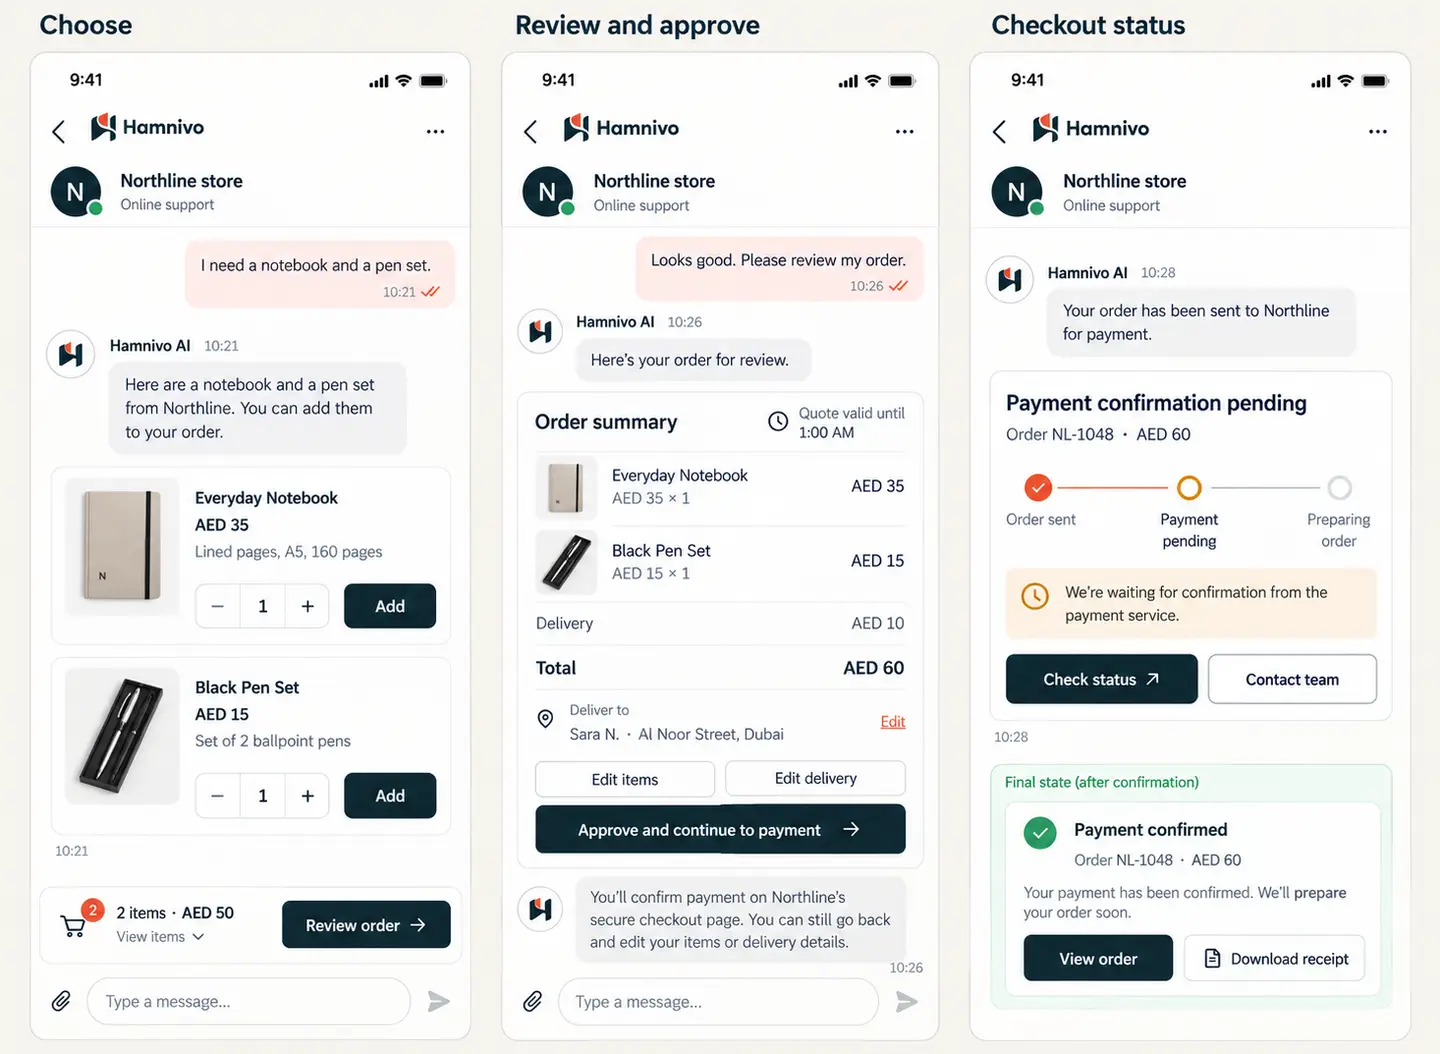 Choose
9:41
Hamnivo
N
Northline store
Online support
I need a notebook and a pen set.
10:21
Hamnivo AI 10:21
Here are a notebook and a pen set
from Northline. You can add them
to your order.
N
Everyday Notebook
AED 35
Lined pages, A5, 160 pages
− 1 + Add
Black Pen Set
AED 15
Set of 2 ballpoint pens
− 1 + Add
10:21
2
2 items · AED 50
View items
Review order →
Type a message...
Review and approve
9:41
Hamnivo
N
Northline store
Online support
Looks good. Please review my order.
10:26
Hamnivo AI 10:26
Here's your order for review.
Order summary
Quote valid until
1:00 AM
N
Everyday Notebook
AED 35 × 1
AED 35
Black Pen Set
AED 15 × 1
AED 15
Delivery AED 10
Total AED 60
Deliver to
Sara N. · Al Noor Street, Dubai
Edit
Edit items
Edit delivery
Approve and continue to payment →
You'll confirm payment on Northline's
secure checkout page. You can still go back
and edit your items or delivery details.
10:26
Type a message...
Checkout status
9:41
Hamnivo
N
Northline store
Online support
Hamnivo AI 10:28
Your order has been sent to Northline
for payment.
Payment confirmation pending
Order NL-1048 · AED 60
Order sent
Payment
pending
Preparing
order
We're waiting for confirmation from the
payment service.
Check status ↗
Contact team
10:28
Final state (after confirmation)
Payment confirmed
Order NL-1048 · AED 60
Your payment has been confirmed. We'll prepare
your order soon.
View order
Download receipt